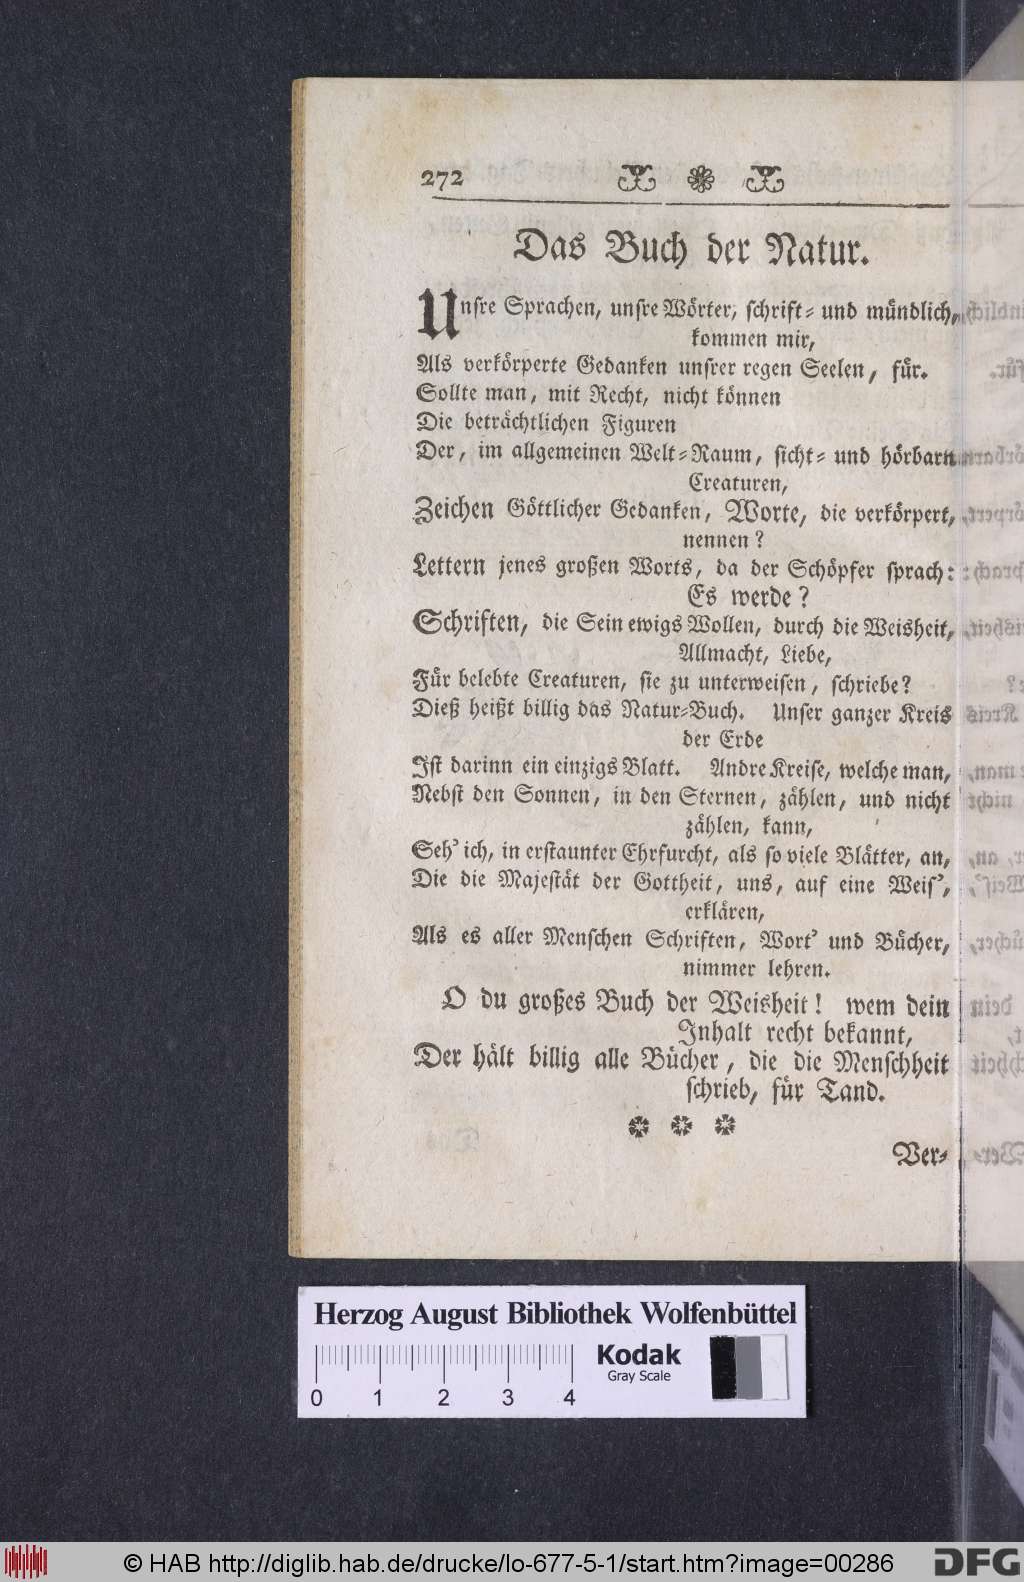 272
Das Buch der Natur.
Unsre Sprachen, unsre Wörter, schrift- und mündlich,
kommen mir,
Als verkörperte Gedanken unsrer regen Seelen, für.
Sollte man, mit Recht, nicht können
Die beträchtlichen Figuren
Der, im allgemeinen Welt-Raum, sicht- und hörbarn
Creaturen,
Zeichen Göttlicher Gedanken, Worte, die verkörpert,
nennen?
Lettern jenes großen Worts, da der Schöpfer sprach:
Es werde?
Schriften, die Sein ewigs Wollen, durch die Weisheit,
Allmacht, Liebe,
Für belebte Creaturen, sie zu unterweisen, schriebe?
Dieß heißt billig das Natur-Buch. Unser ganzer Kreis
der Erde
Ist darinn ein einzigs Blatt. Andre Kreise, welche man,
Nebst den Sonnen, in den Sternen, zählen, und nicht
zählen, kann,
Seh' ich, in erstaunter Ehrfurcht, als so viele Blätter, an,
Die die Majestät der Gottheit, uns, auf eine Weis',
erklären,
Als es aller Menschen Schriften, Wort' und Bücher,
nimmer lehren.
O du großes Buch der Weisheit! wem dein
Inhalt recht bekannt,
Der hält billig alle Bücher, die die Menschheit
schrieb, für Tand.
Ver-
Herzog August Bibliothek Wolfenbüttel
Kodak
Gray Scale
0 1 2 3 4
© HAB http://diglib.hab.de/drucke/lo-677-5-1/start.htm?image=00286
DFG